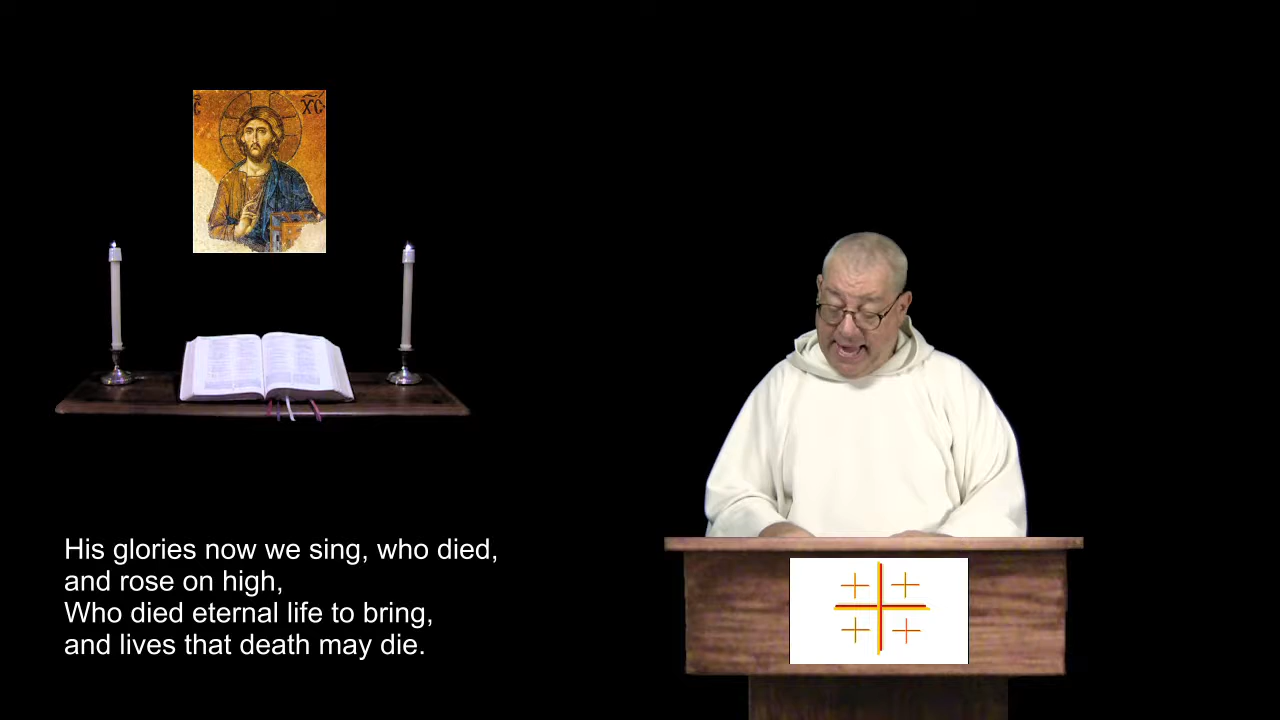 ΧC
His glories now we sing, who died,
and rose on high,
Who died eternal life to bring,
and lives that death may die.